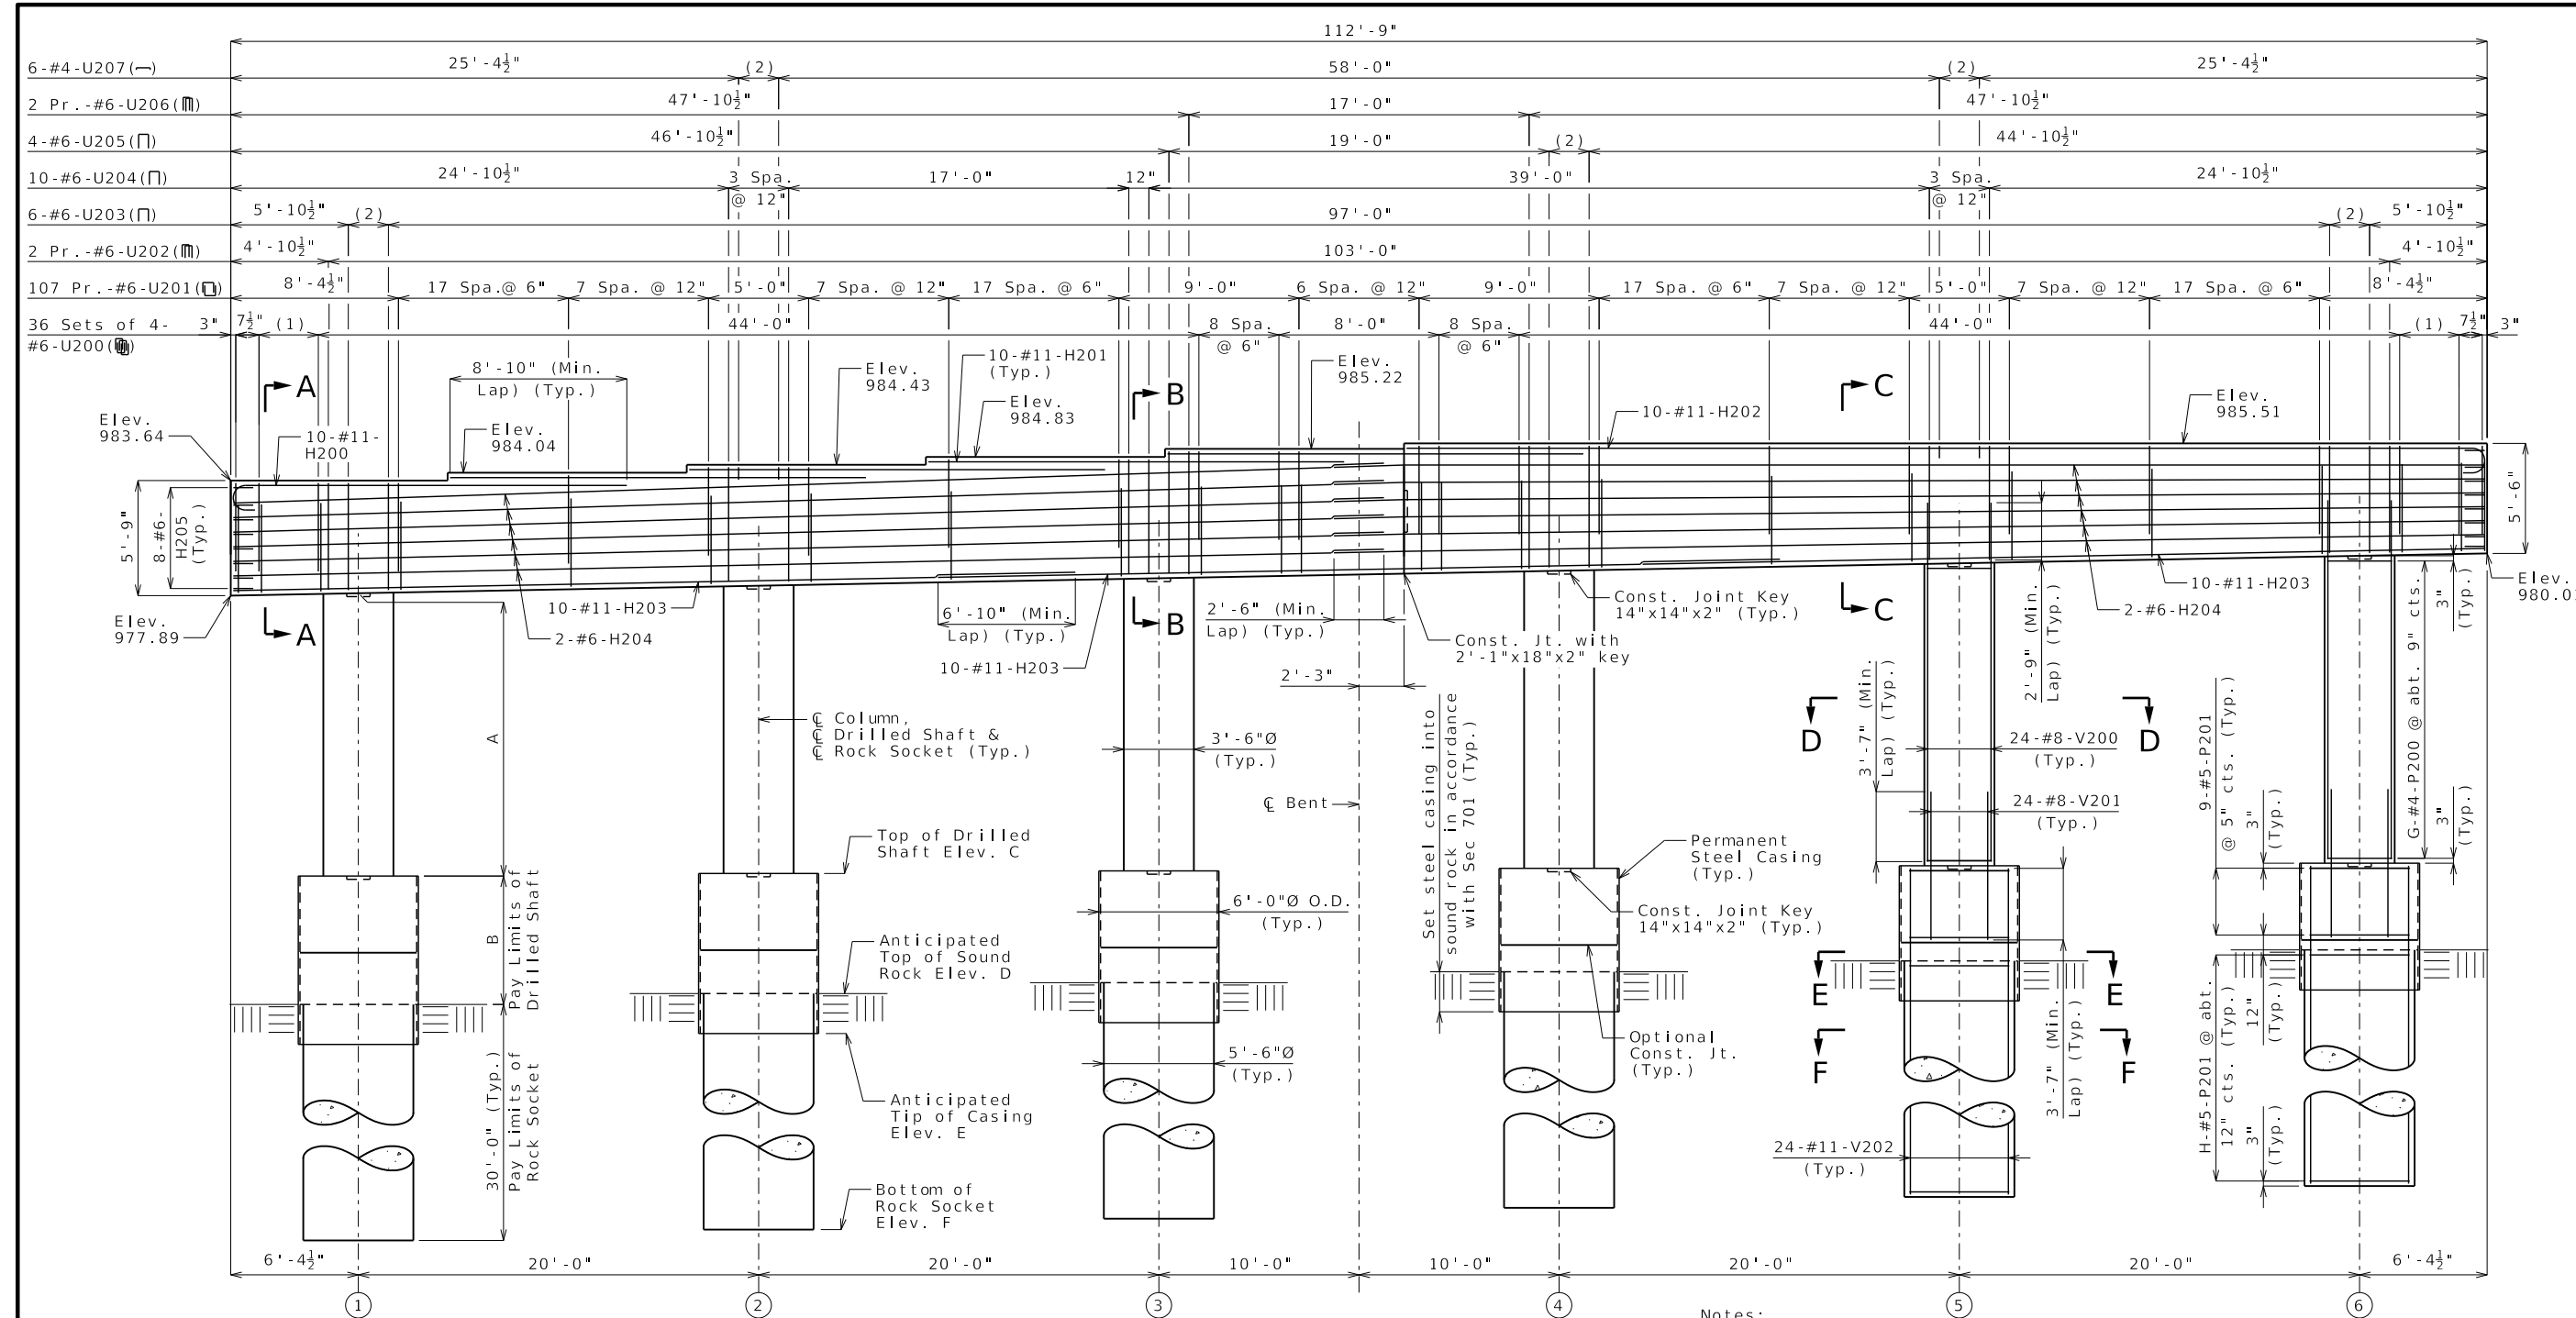 112'-9"
6-#4-U207(⌐¬) 25'-4½" (2) 58'-0" (2) 25'-4½"
2 Pr.-#6-U206( ) 47'-10½" 17'-0" 47'-10½"
4-#6-U205(⊓) 46'-10½" 19'-0" (2) 44'-10½"
10-#6-U204(⊓) 24'-10½" 3 Spa. @ 12" 17'-0" 12" 39'-0" 3 Spa. @ 12" 24'-10½"
6-#6-U203(⊓) 5'-10½" (2) 97'-0" (2) 5'-10½"
2 Pr.-#6-U202( ) 4'-10½" 103'-0" 4'-10½"
107 Pr.-#6-U201( ) 8'-4½" 17 Spa.@ 6" 7 Spa. @ 12" 5'-0" 7 Spa. @ 12" 17 Spa. @ 6" 9'-0" 6 Spa. @ 12" 9'-0" 17 Spa. @ 6" 7 Spa. @ 12" 5'-0" 7 Spa. @ 12" 17 Spa. @ 6" 8'-4½"
36 Sets of 4-
#6-U200( )
3" 7½" (1) 44'-0" 8 Spa. @ 6" 8'-0" 8 Spa. @ 6" 44'-0" (1) 7½" 3"
A
8'-10" (Min.
Lap) (Typ.)
Elev.
984.43
10-#11-H201
(Typ.)
Elev.
984.83
B
Elev.
985.22
C
Elev.
985.51
10-#11-H202
Elev.
983.64
10-#11-
H200
Elev.
984.04
5'-9"
8-#6-
H205
(Typ.)
5'-6"
Elev.
977.89
A
10-#11-H203
2-#6-H204
6'-10" (Min.
Lap) (Typ.)
10-#11-H203
B
2'-6" (Min.
Lap) (Typ.)
2'-3"
Const. Joint Key
14"x14"x2" (Typ.)
Const. Jt. with
2'-1"x18"x2" key
C
2'-9" (Min.
Lap) (Typ.)
10-#11-H203
2-#6-H204
3"
(Typ.)
Elev.
A
℄ Column,
℄ Drilled Shaft &
℄ Rock Socket (Typ.)
3'-6"Ø
(Typ.)
℄ Bent
Set steel casing into
sound rock in accordance
with Sec 701 (Typ.)
3'-7" (Min.
Lap) (Typ.)
D
D
24-#8-V200
(Typ.)
24-#8-V201
(Typ.)
9-#5-P201
@ 5" cts. (Typ.)
3"
(Typ.)
G-#4-P200 @ abt. 9" cts.
3"
(Typ.)
Top of Drilled
Shaft Elev. C
Permanent
Steel Casing
(Typ.)
B
Pay Limits of
Drilled Shaft
Anticipated
Top of Sound
Rock Elev. D
6'-0"Ø O.D.
(Typ.)
Const. Joint Key
14"x14"x2" (Typ.)
E
E
F
F
3'-7" (Min.
Lap) (Typ.)
30'-0" (Typ.)
Pay Limits of
Rock Socket
Anticipated
Tip of Casing
Elev. E
5'-6"Ø
(Typ.)
Optional
Const. Jt.
(Typ.)
H-#5-P201 @ abt.
12" cts. (Typ.)
12"
(Typ.)
3"
(Typ.)
24-#11-V202
(Typ.)
Bottom of
Rock Socket
Elev. F
6'-4½" 20'-0" 20'-0" 10'-0" 10'-0" 20'-0" 20'-0" 6'-4½"
1 2 3 4 5 6
Notes: